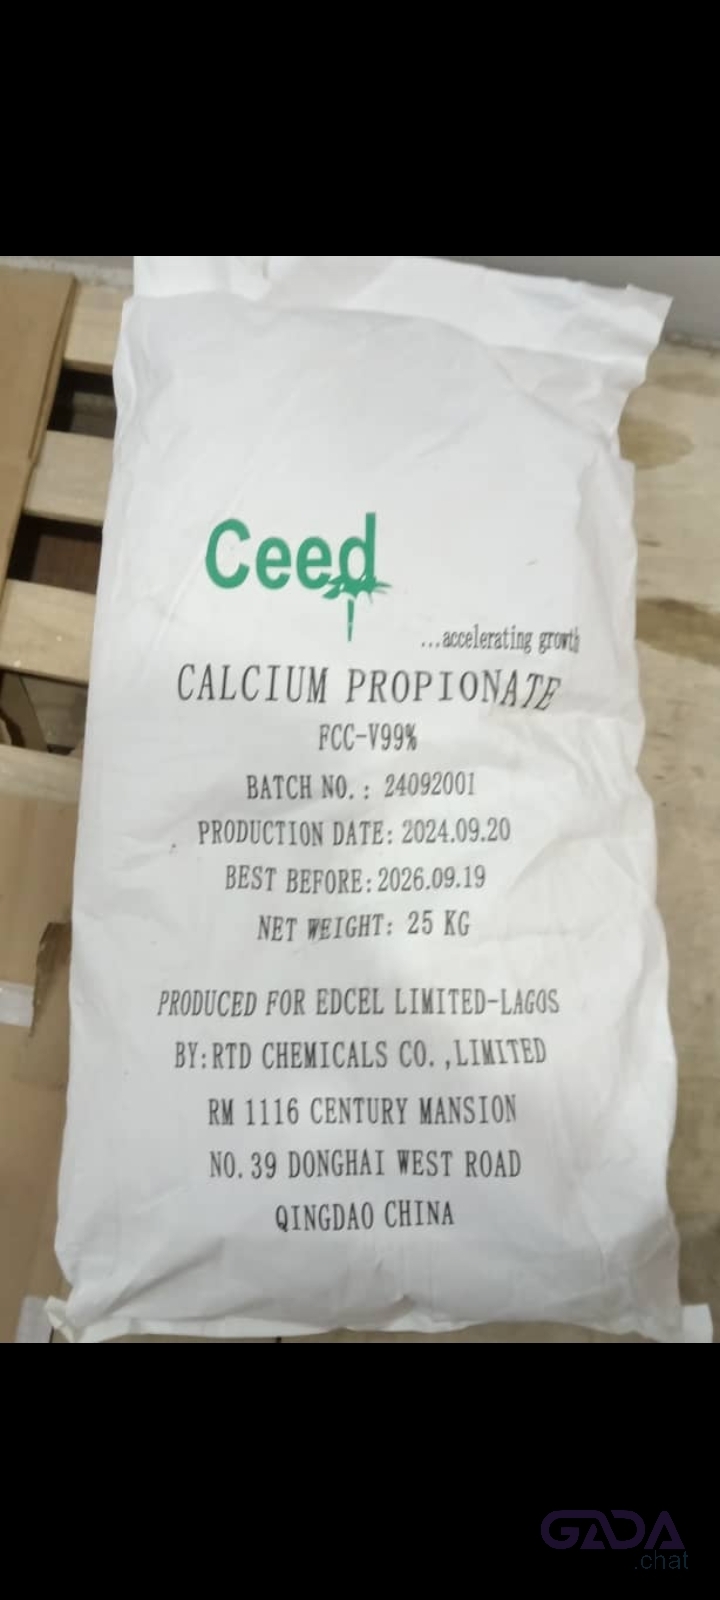 Ceed
...accelerating growth
CALCIUM PROPIONATE
FCC-V99%
BATCH NO.: 24092001
PRODUCTION DATE: 2024.09.20
BEST BEFORE:2026.09.19
NET WEIGHT: 25 KG
PRODUCED FOR EDCEL LIMITED-LAGOS
BY:RTD CHEMICALS CO.,LIMITED
RM 1116 CENTURY MANSION
NO.39 DONGHAI WEST ROAD
QINGDAO CHINA
GADA
.chat